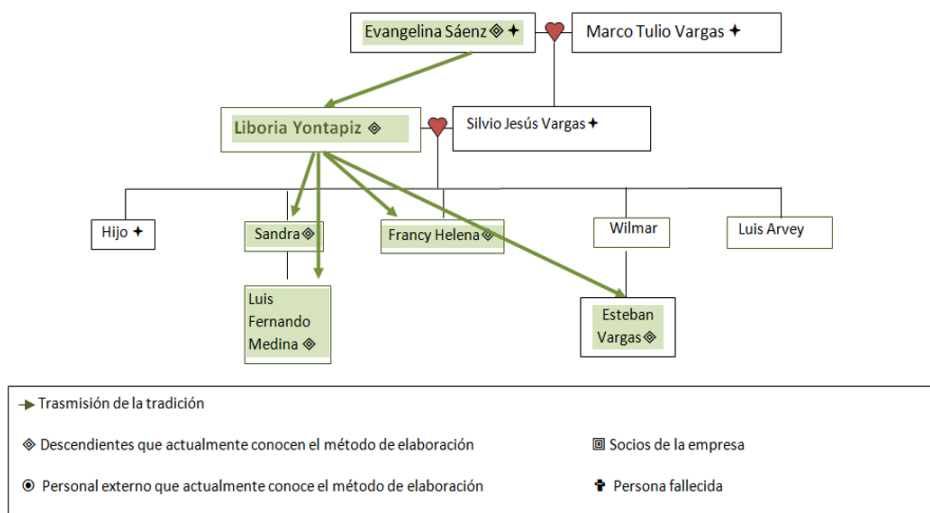 Evangelina Sáenz
Marco Tulio Vargas
Liboria Yontapiz
Silvio Jesús Vargas
Hijo
Sandra
Francy Helena
Wilmar
Luis Arvey
Luis
Fernando
Medina
Esteban
Vargas
Trasmisión de la tradición
Descendientes que actualmente conocen el método de elaboración
Socios de la empresa
Personal externo que actualmente conoce el método de elaboración
Persona fallecida